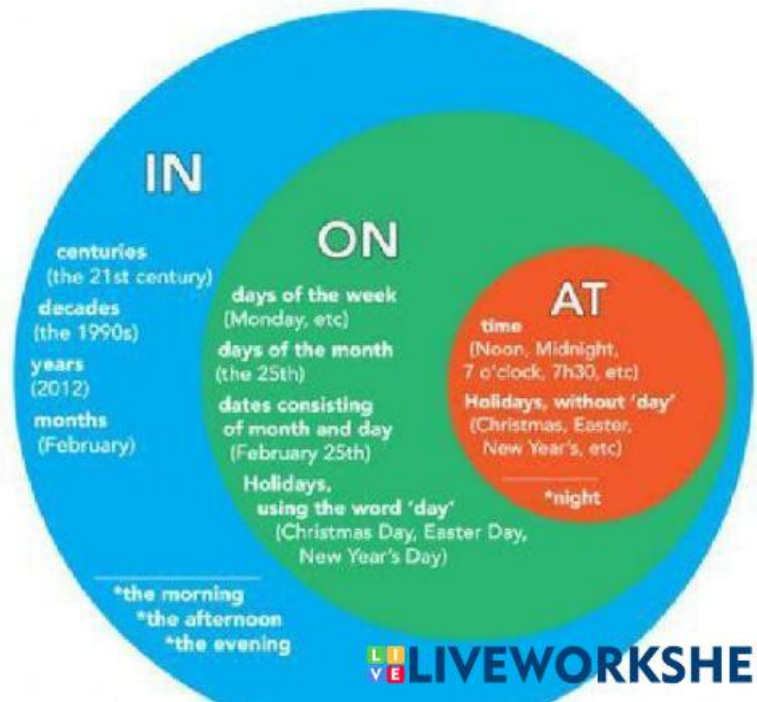 IN
centuries
(the 21st century)
decades
(the 1990s)
years
(2012)
months
(February)
*the morning
*the afternoon
*the evening
ON
days of the week
(Monday, etc)
days of the month
(the 25th)
dates consisting
of month and day
(February 25th)
Holidays,
using the word 'day'
(Christmas Day, Easter Day,
New Year's Day)
AT
time
(Noon, Midnight,
7 o'clock, 7h30, etc)
Holidays, without 'day'
(Christmas, Easter,
New Year's, etc)
*night
LIVE
LIVEWORKSHE